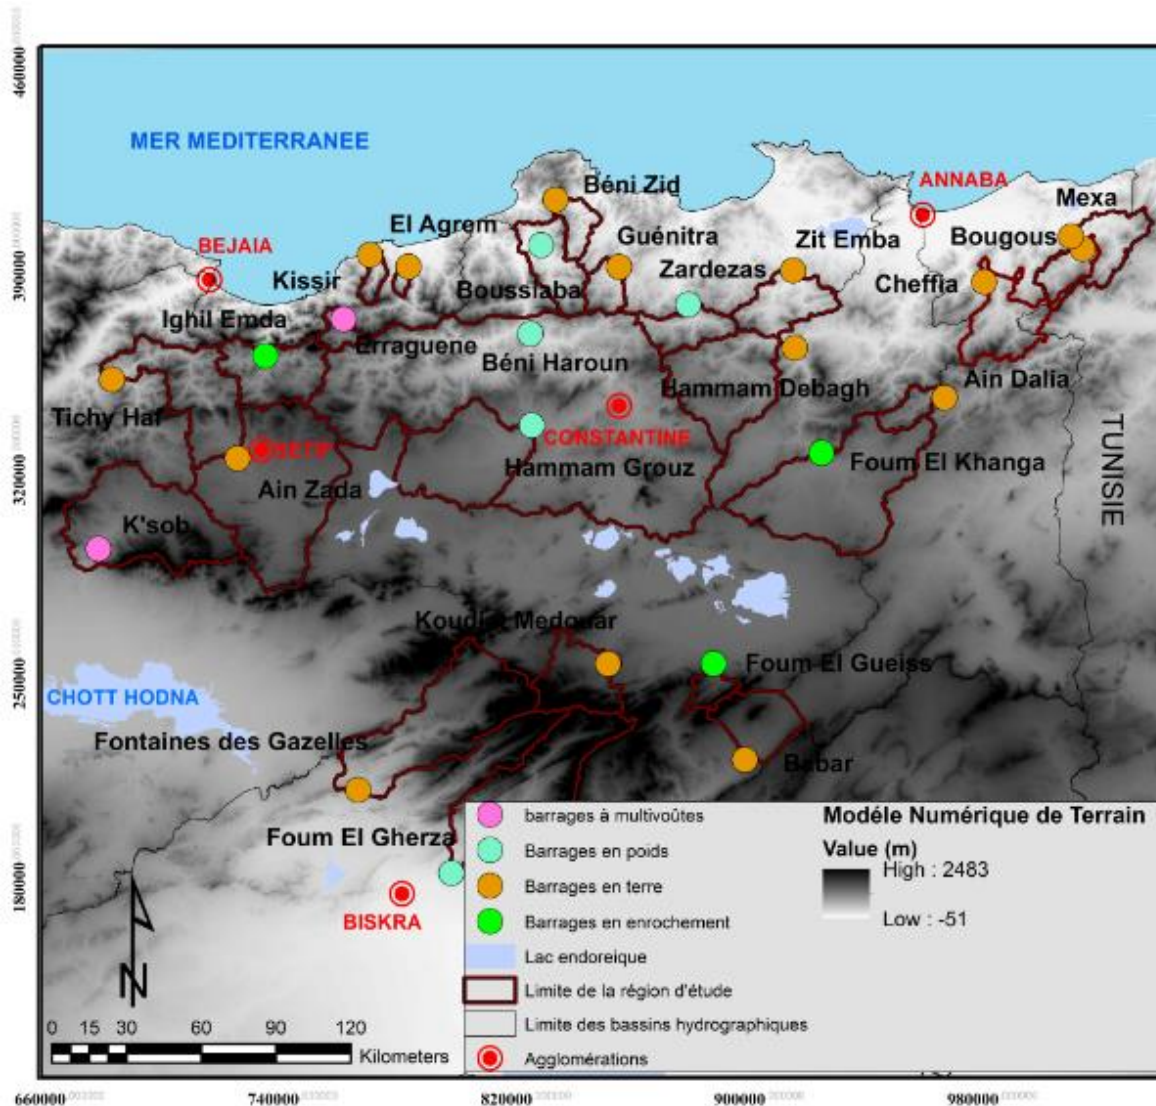 460000
MER MEDITERRANEE
Béni Zid
ANNABA
Mexa
El Agrem
BEJAIA
Guénitra
Zit Emba
Bougous
390000
Kissir
Boussiaba
Zardezas
Cheffia
Ighil Emda
Erraguene
Béni Haroun
Hammam Debagh
Ain Dalia
Tichy Haf
CONSTANTINE
TUNISIE
SETIF
Hammam Grouz
Foum El Khanga
320000
Ain Zada
K'sob
Koudiat Medouar
250000
Foum El Gueiss
CHOTT HODNA
Fontaines des Gazelles
Babar
Foum El Gherza
180000
BISKRA
barrages à multivoûtes
Barrages en poids
Barrages en terre
Barrages en enrochement
Lac endoreique
Limite de la région d'étude
Limite des bassins hydrographiques
Agglomérations
Modéle Numérique de Terrain
Value (m)
High : 2483
Low : -51
N
0 15 30 60 90 120
Kilometers
660000 740000 820000 900000 980000